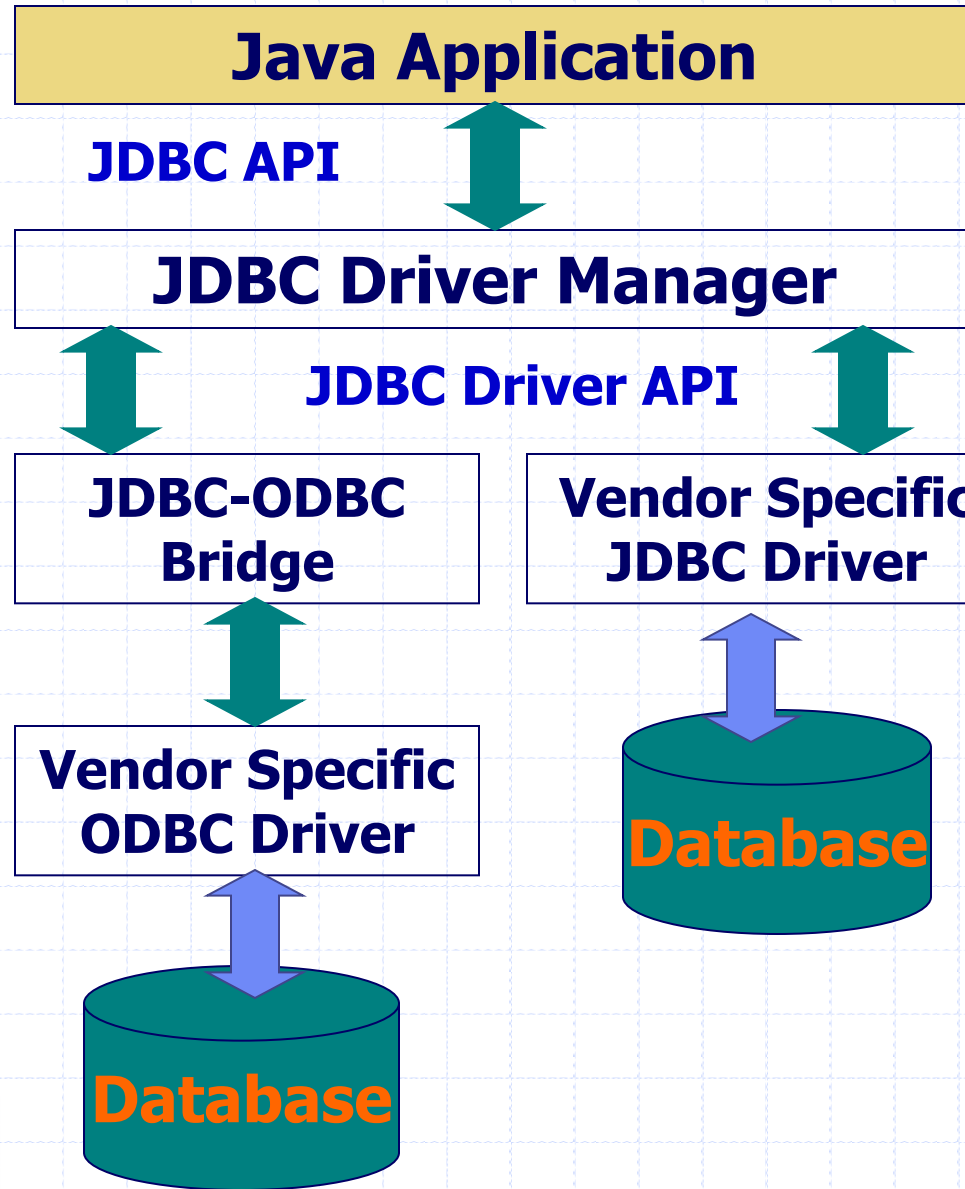 Java Application
JDBC API
JDBC Driver Manager
JDBC Driver API
JDBC-ODBC
Bridge
Vendor Specific
JDBC Driver
Vendor Specific
ODBC Driver
Database
Database